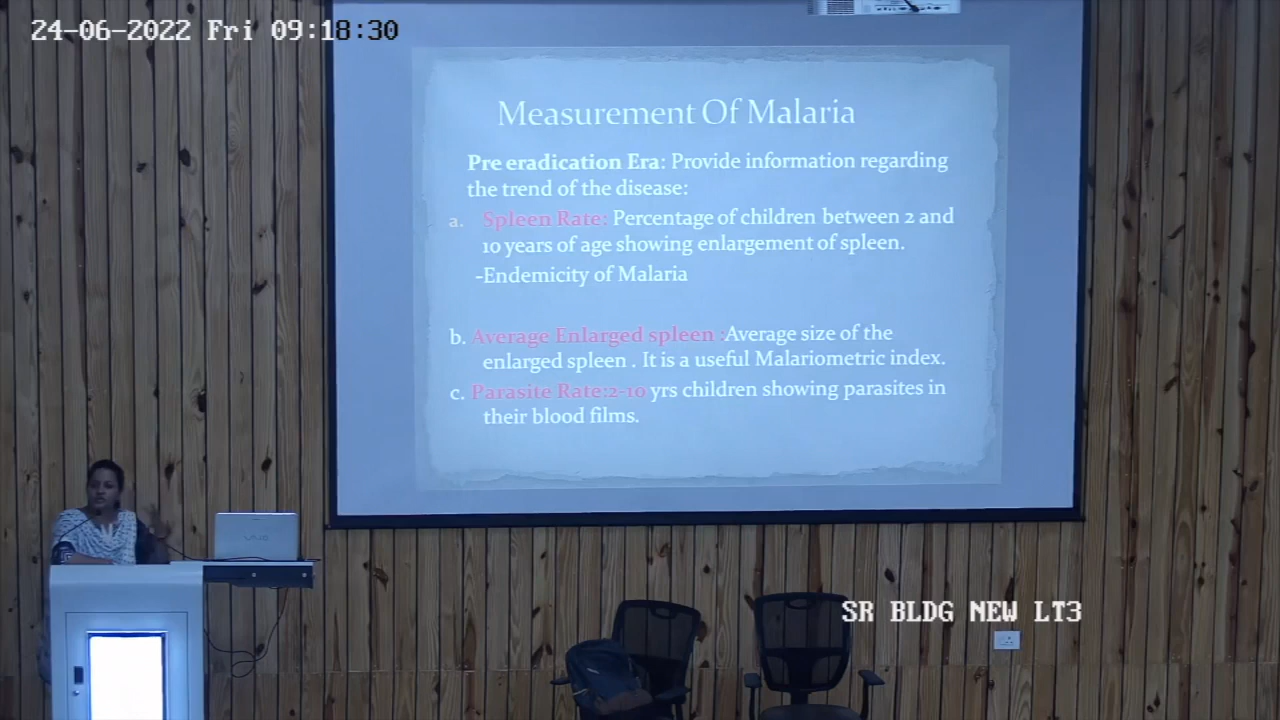 24-06-2022 Fri 09:18:30
Measurement Of Malaria
Pre eradication Era: Provide information regarding
the trend of the disease:
a. Spleen Rate: Percentage of children between 2 and
10 years of age showing enlargement of spleen.
-Endemicity of Malaria
b. Average Enlarged spleen :Average size of the
enlarged spleen . It is a useful Malariometric index.
c. Parasite Rate:2-10 yrs children showing parasites in
their blood films.
VAIO
SR BLDG NEW LT3